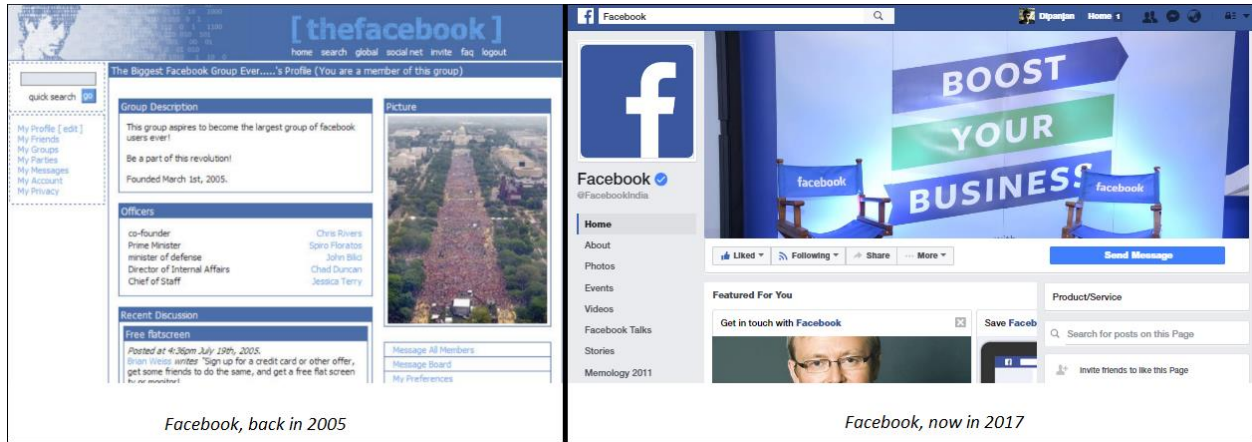 [ thefacebook ]
home search global social net invite faq logout
quick search go
The Biggest Facebook Group Ever.....'s Profile (You are a member of this group)
My Profile [ edit ]
My Friends
My Groups
My Parties
My Messages
My Account
My Privacy
Group Description
This group aspires to become the largest group of facebook
users ever!
Be a part of this revolution!
Founded March 1st, 2005.
Officers
co-founder Chris Rivers
Prime Minister Spiro Floratos
minister of defense John Bilici
Director of Internal Affairs Chad Duncan
Chief of Staff Jessica Terry
Recent Discussion
Free flatscreen
Posted at 4:36pm July 19th, 2005.
Brian Weiss writes "Sign up for a credit card or other offer,
get some friends to do the same, and get a free flat screen
tv or monitor!
Picture
Message All Members
Message Board
My Preferences
Facebook, back in 2005
f Facebook
Dipanjan Home 1
f
Facebook
@FacebookIndia
Home
About
Photos
Events
Videos
Facebook Talks
Stories
Memology 2011
BOOST
YOUR
BUSINESS
facebook
facebook
Liked Following Share ... More
Send Message
Featured For You
Get in touch with Facebook
Save Faceb
Product/Service
Search for posts on this Page
Invite friends to like this Page
Facebook, now in 2017